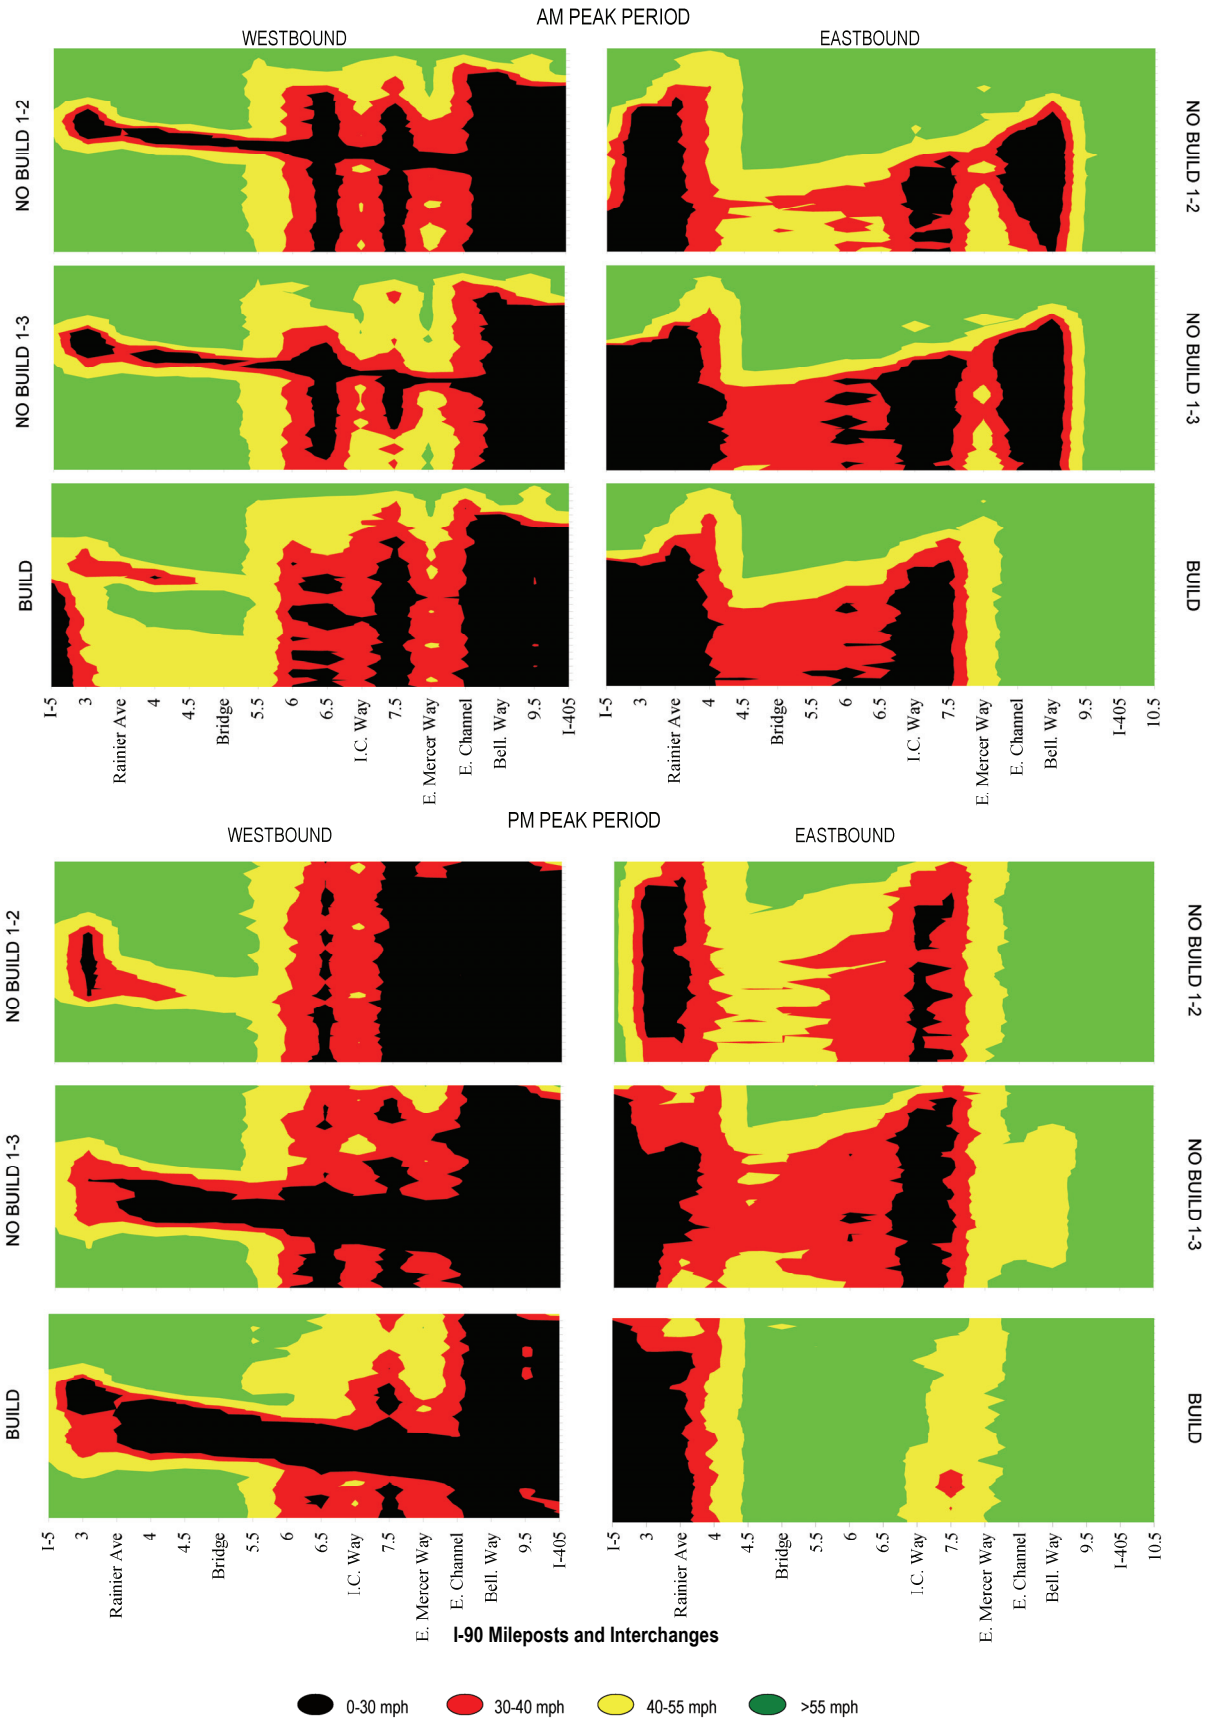 AM PEAK PERIOD
WESTBOUND
EASTBOUND
NO BUILD 1-2
NO BUILD 1-2
NO BUILD 1-3
NO BUILD 1-3
BUILD
BUILD
I-5 3 Rainier Ave 4 4.5 Bridge 5.5 6 6.5 I.C. Way 7.5 E. Mercer Way E. Channel Bell. Way 9.5 I-405
I-5 3 Rainier Ave 4 4.5 Bridge 5.5 6 6.5 I.C. Way 7.5 E. Mercer Way E. Channel Bell. Way 9.5 I-405 10.5
PM PEAK PERIOD
WESTBOUND
EASTBOUND
NO BUILD 1-2
NO BUILD 1-2
NO BUILD 1-3
NO BUILD 1-3
BUILD
BUILD
I-5 3 Rainier Ave 4 4.5 Bridge 5.5 6 6.5 I.C. Way 7.5 E. Mercer Way E. Channel Bell. Way 9.5 I-405
I-5 3 Rainier Ave 4 4.5 Bridge 5.5 6 6.5 I.C. Way 7.5 E. Mercer Way E. Channel Bell. Way 9.5 I-405 10.5
I-90 Mileposts and Interchanges
0-30 mph
30-40 mph
40-55 mph
>55 mph